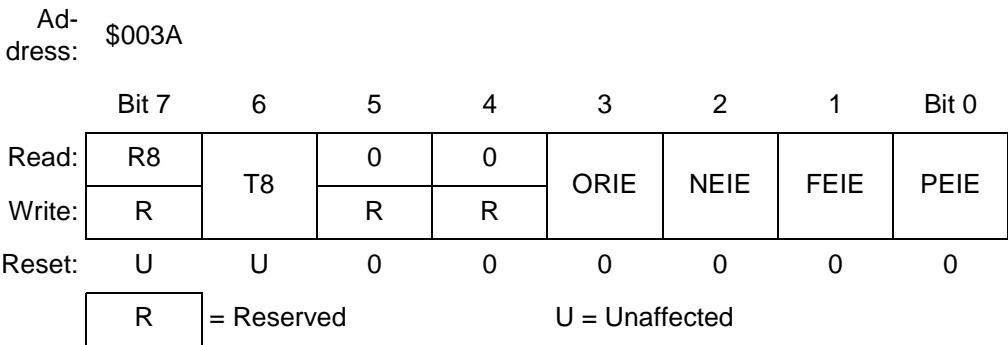 Ad-
dress: $003A
Bit 7 6 5 4 3 2 1 Bit 0
Read: R8 T8 0 0 ORIE NEIE FEIE PEIE
Write: R R R
Reset: U U 0 0 0 0 0 0
R = Reserved U = Unaffected